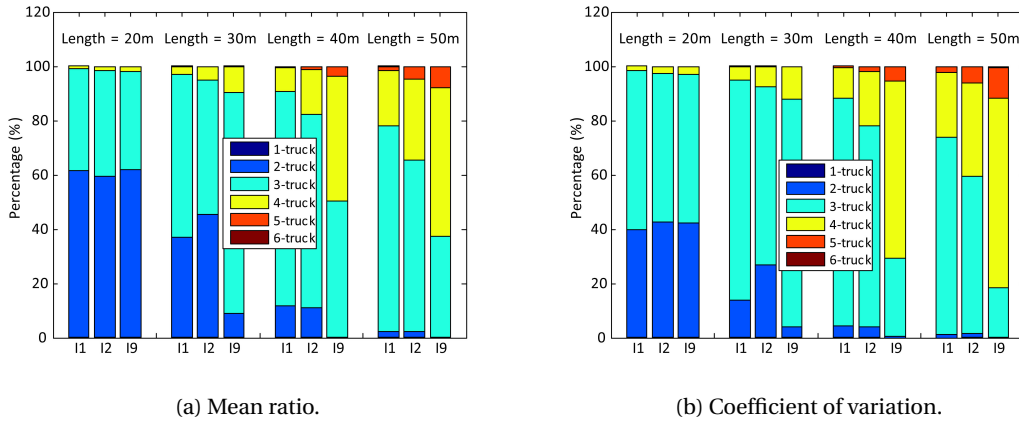 120
100
80
60
40
20
0
Percentage (%)
Length = 20m Length = 30m Length = 40m Length = 50m
1-truck
2-truck
3-truck
4-truck
5-truck
6-truck
I1 I2 I9 I1 I2 I9 I1 I2 I9 I1 I2 I9
(a) Mean ratio.
120
100
80
60
40
20
0
Percentage (%)
Length = 20m Length = 30m Length = 40m Length = 50m
1-truck
2-truck
3-truck
4-truck
5-truck
6-truck
I1 I2 I9 I1 I2 I9 I1 I2 I9 I1 I2 I9
(b) Coefficient of variation.